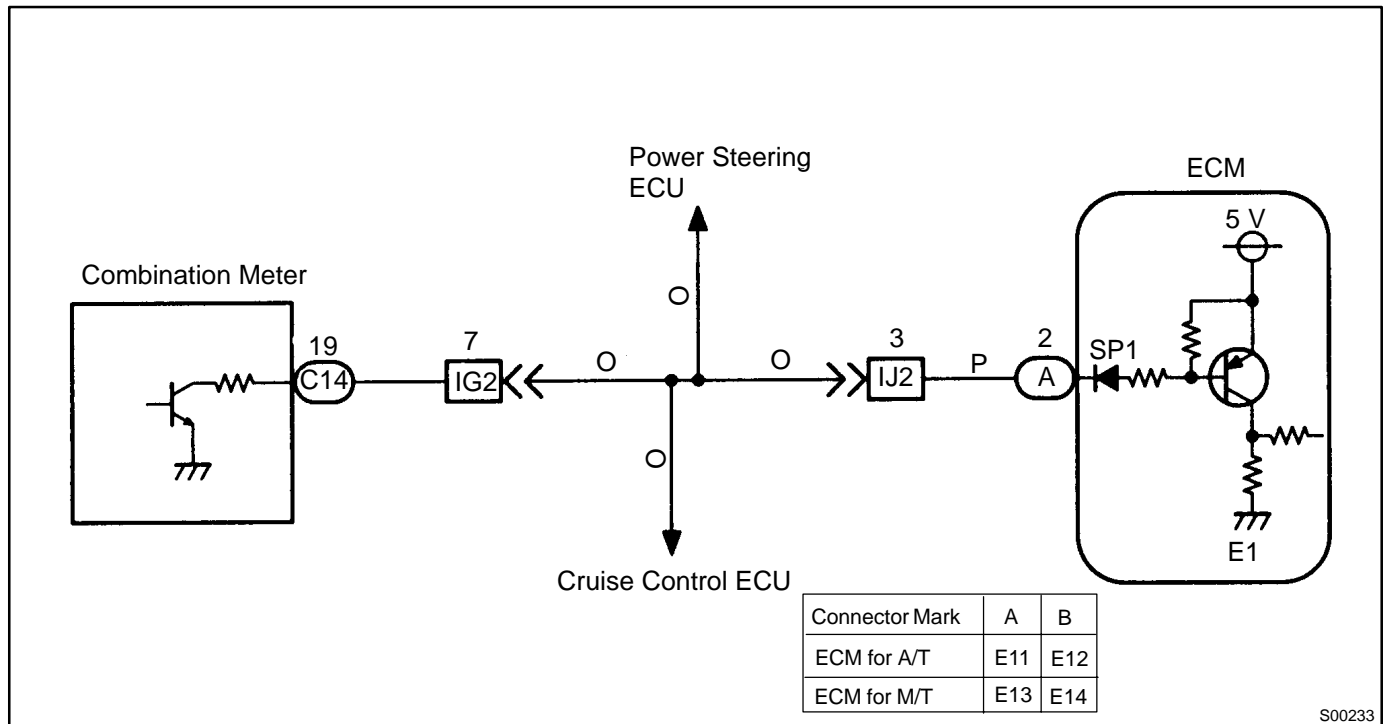 Power Steering
ECU
ECM
5 V
Combination Meter
19
C14
7
IG2
O
O
O
O
3
IJ2
P
2
A
SP1
E1
Cruise Control ECU
Connector Mark A B
ECM for A/T E11 E12
ECM for M/T E13 E14
S00233